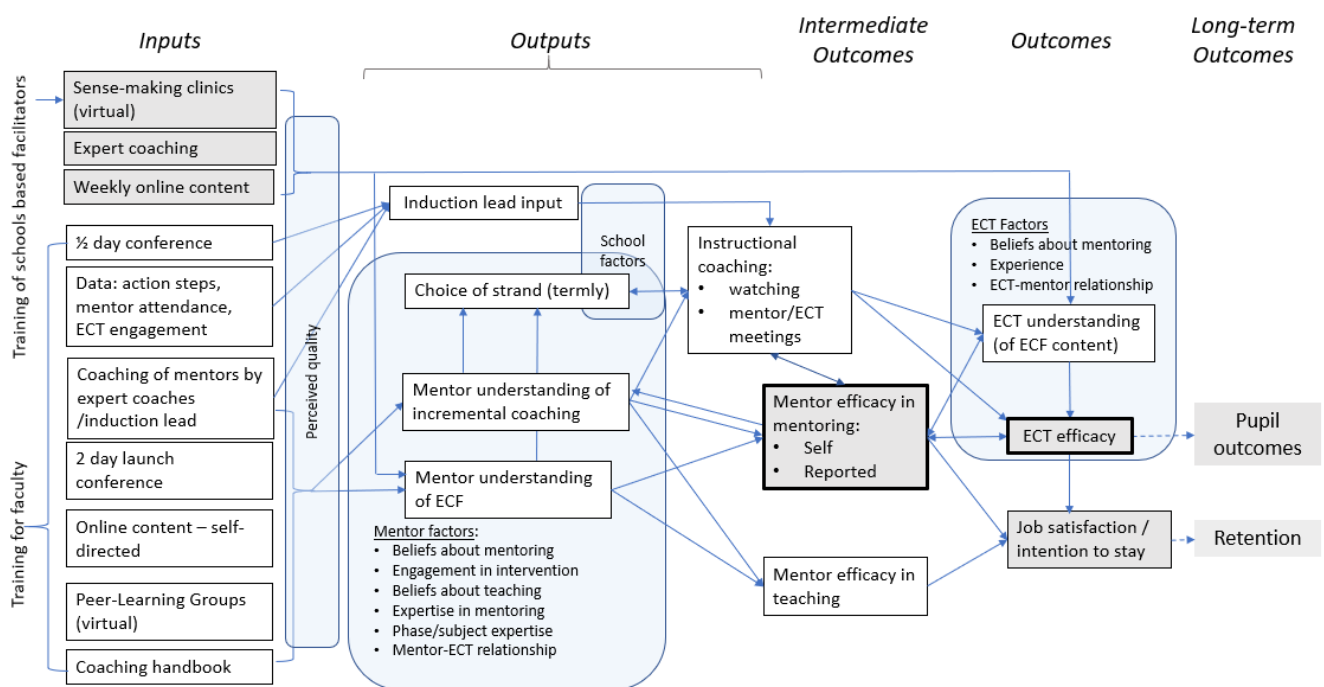 Inputs
Outputs
Intermediate
Outcomes
Outcomes
Long-term
Outcomes
Training of schools based facilitators
Training for faculty
Sense-making clinics
(virtual)
Expert coaching
Weekly online content
½ day conference
Data: action steps,
mentor attendance,
ECT engagement
Coaching of mentors by
expert coaches
/induction lead
2 day launch
conference
Online content – self-
directed
Peer-Learning Groups
(virtual)
Coaching handbook
Perceived quality
Induction lead input
School
factors
Choice of strand (termly)
Mentor understanding of
incremental coaching
Mentor understanding
of ECF
Mentor factors:
• Beliefs about mentoring
• Engagement in intervention
• Beliefs about teaching
• Expertise in mentoring
• Phase/subject expertise
• Mentor-ECT relationship
Instructional
coaching:
• watching
• mentor/ECT
meetings
Mentor efficacy in
mentoring:
• Self
• Reported
Mentor efficacy in
teaching
ECT Factors
• Beliefs about mentoring
• Experience
• ECT-mentor relationship
ECT understanding
(of ECF content)
ECT efficacy
Job satisfaction /
intention to stay
Pupil
outcomes
Retention